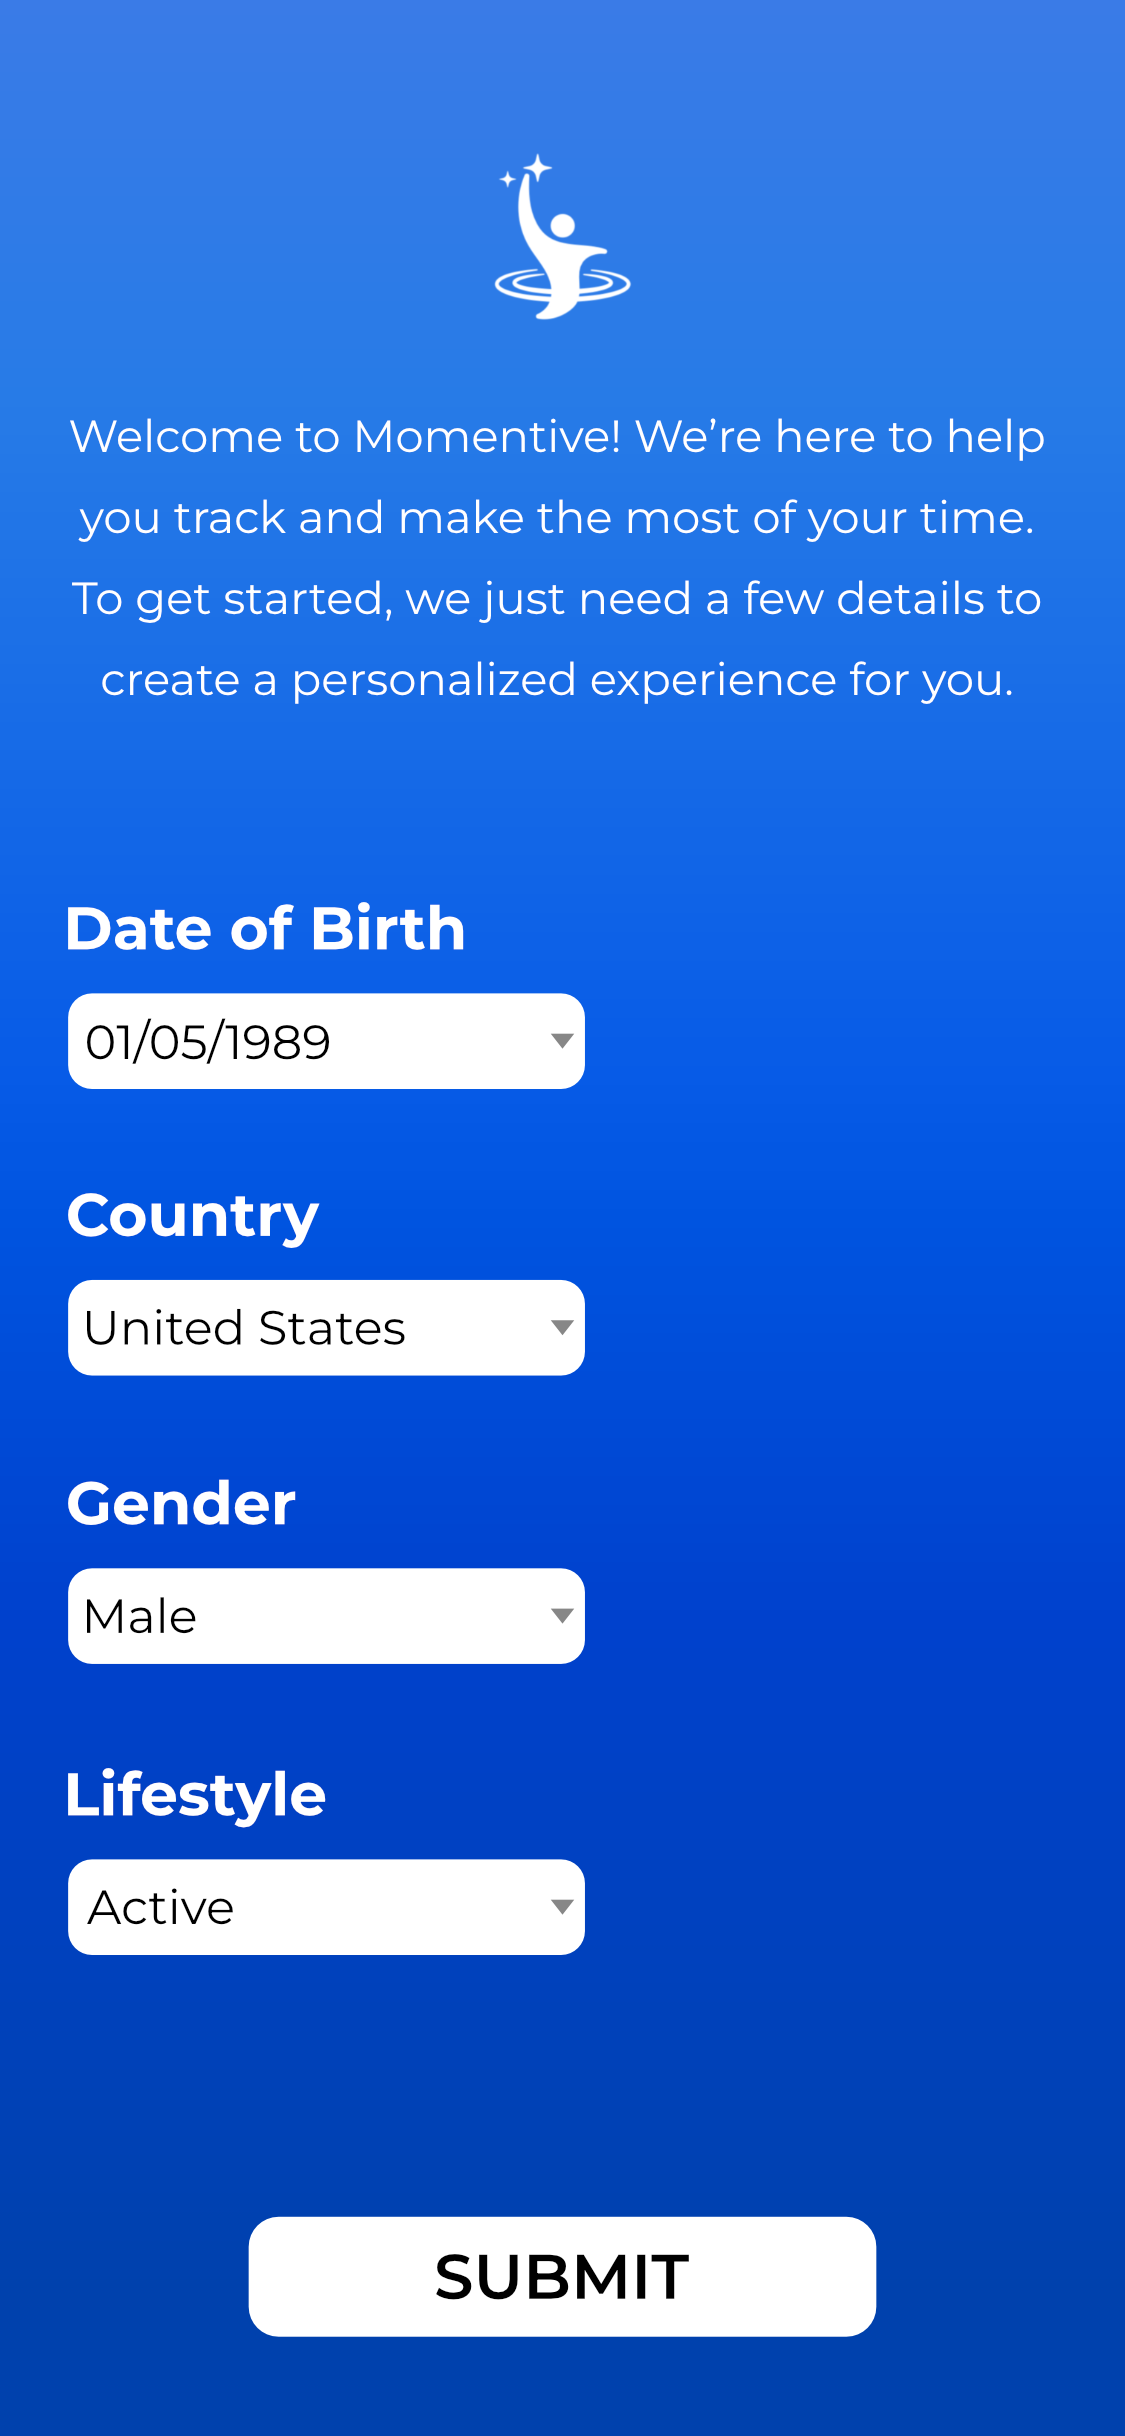 Welcome to Momentive! We’re here to help
you track and make the most of your time.
To get started, we just need a few details to
create a personalized experience for you.
Date of Birth
01/05/1989
Country
United States
Gender
Male
Lifestyle
Active
SUBMIT